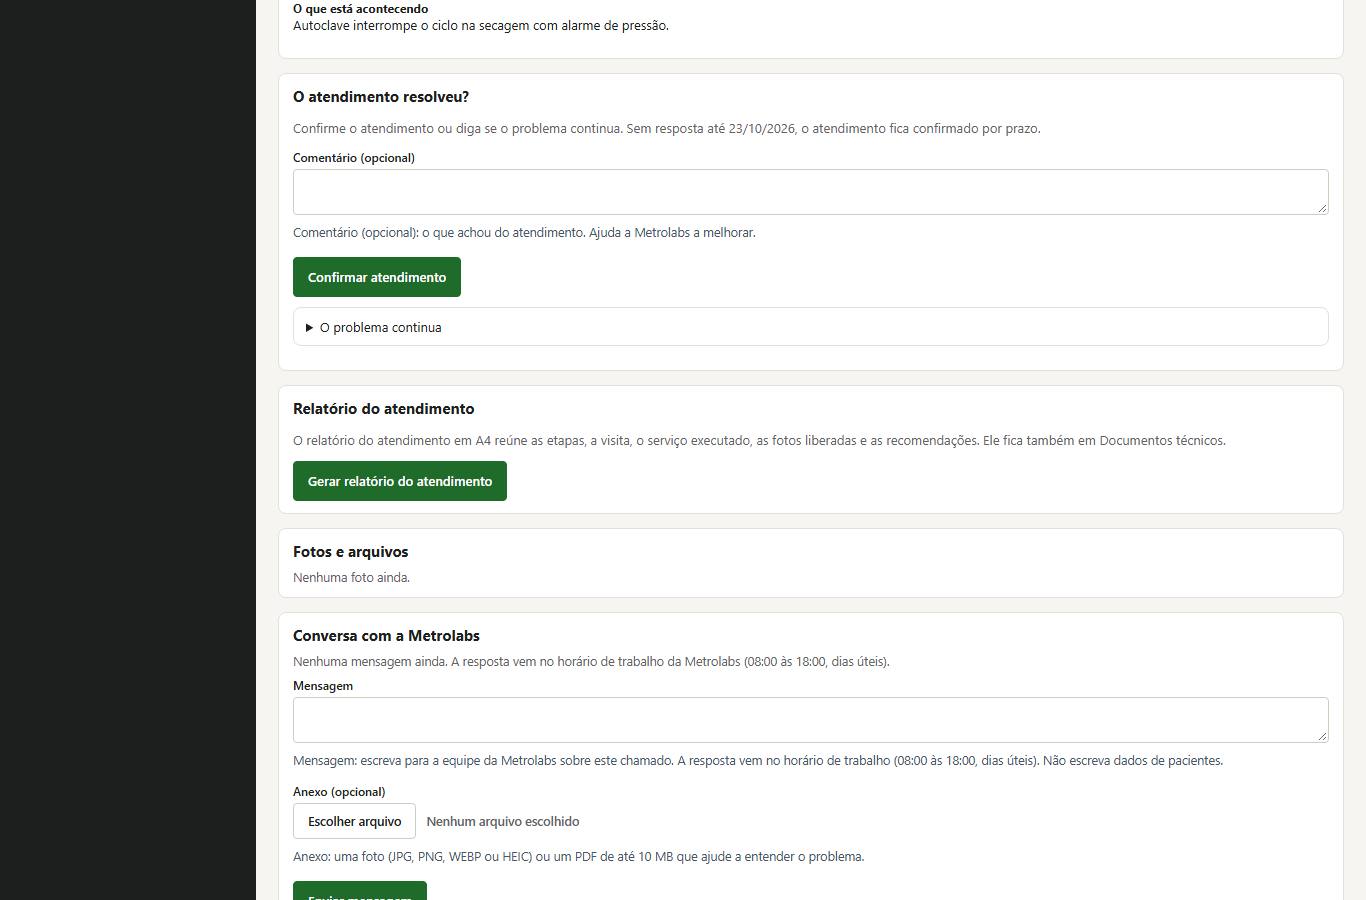 O que está acontecendo
Autoclave interrompe o ciclo na secagem com alarme de pressão.
O atendimento resolveu?
Confirme o atendimento ou diga se o problema continua. Sem resposta até 23/10/2026, o atendimento fica confirmado por prazo.
Comentário (opcional)
Comentário (opcional): o que achou do atendimento. Ajuda a Metrolabs a melhorar.
Confirmar atendimento
O problema continua
Relatório do atendimento
O relatório do atendimento em A4 reúne as etapas, a visita, o serviço executado, as fotos liberadas e as recomendações. Ele fica também em Documentos técnicos.
Gerar relatório do atendimento
Fotos e arquivos
Nenhuma foto ainda.
Conversa com a Metrolabs
Nenhuma mensagem ainda. A resposta vem no horário de trabalho da Metrolabs (08:00 às 18:00, dias úteis).
Mensagem
Mensagem: escreva para a equipe da Metrolabs sobre este chamado. A resposta vem no horário de trabalho (08:00 às 18:00, dias úteis). Não escreva dados de pacientes.
Anexo (opcional)
Escolher arquivo Nenhum arquivo escolhido
Anexo: uma foto (JPG, PNG, WEBP ou HEIC) ou um PDF de até 10 MB que ajude a entender o problema.
Enviar mensagem